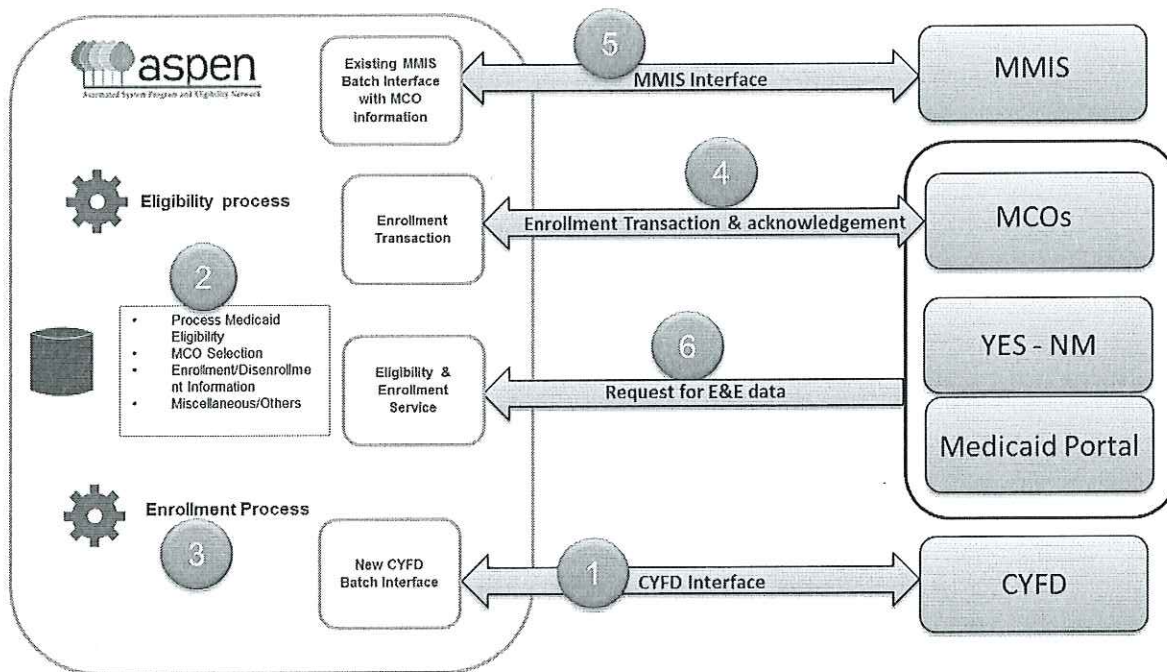 aspen
Automated System Program and Eligibility Network
Existing MMIS
Batch Interface
with MCO
information
5
MMIS Interface
MMIS
Eligibility process
Enrollment
Transaction
4
Enrollment Transaction & acknowledgement
MCOs
2
• Process Medicaid
Eligibility
• MCO Selection
• Enrollment/Disenrollme
nt Information
• Miscellaneous/Others
Eligibility &
Enrollment
Service
6
Request for E&E data
YES - NM
Medicaid Portal
Enrollment Process
3
New CYFD
Batch Interface
1
CYFD Interface
CYFD